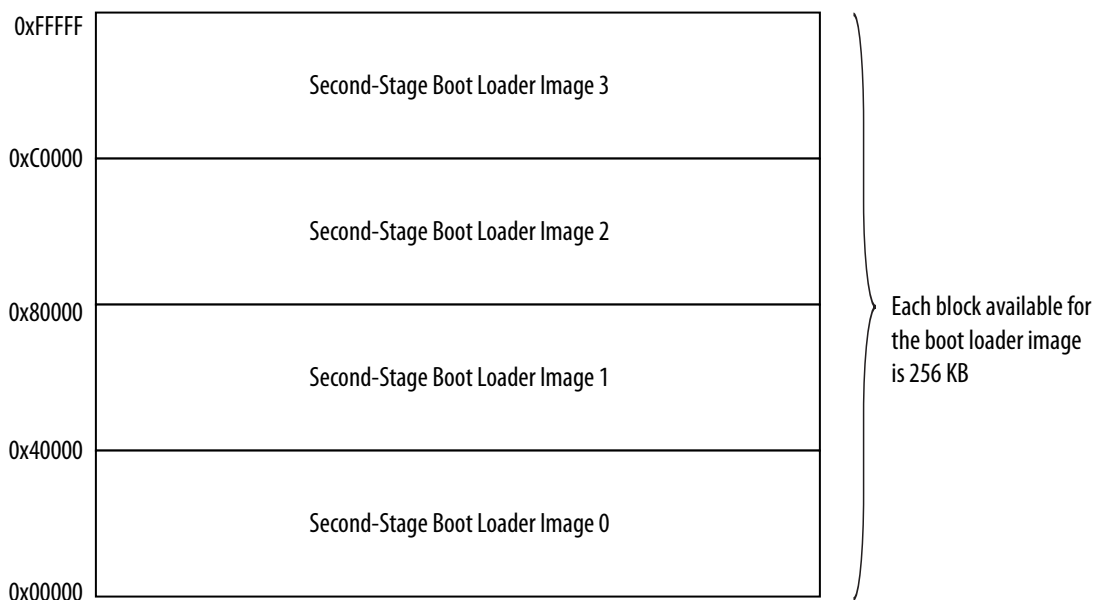 0xFFFFF
Second-Stage Boot Loader Image 3
0xC0000
Second-Stage Boot Loader Image 2
0x80000
Each block available for
the boot loader image
is 256 KB
Second-Stage Boot Loader Image 1
0x40000
Second-Stage Boot Loader Image 0
0x00000